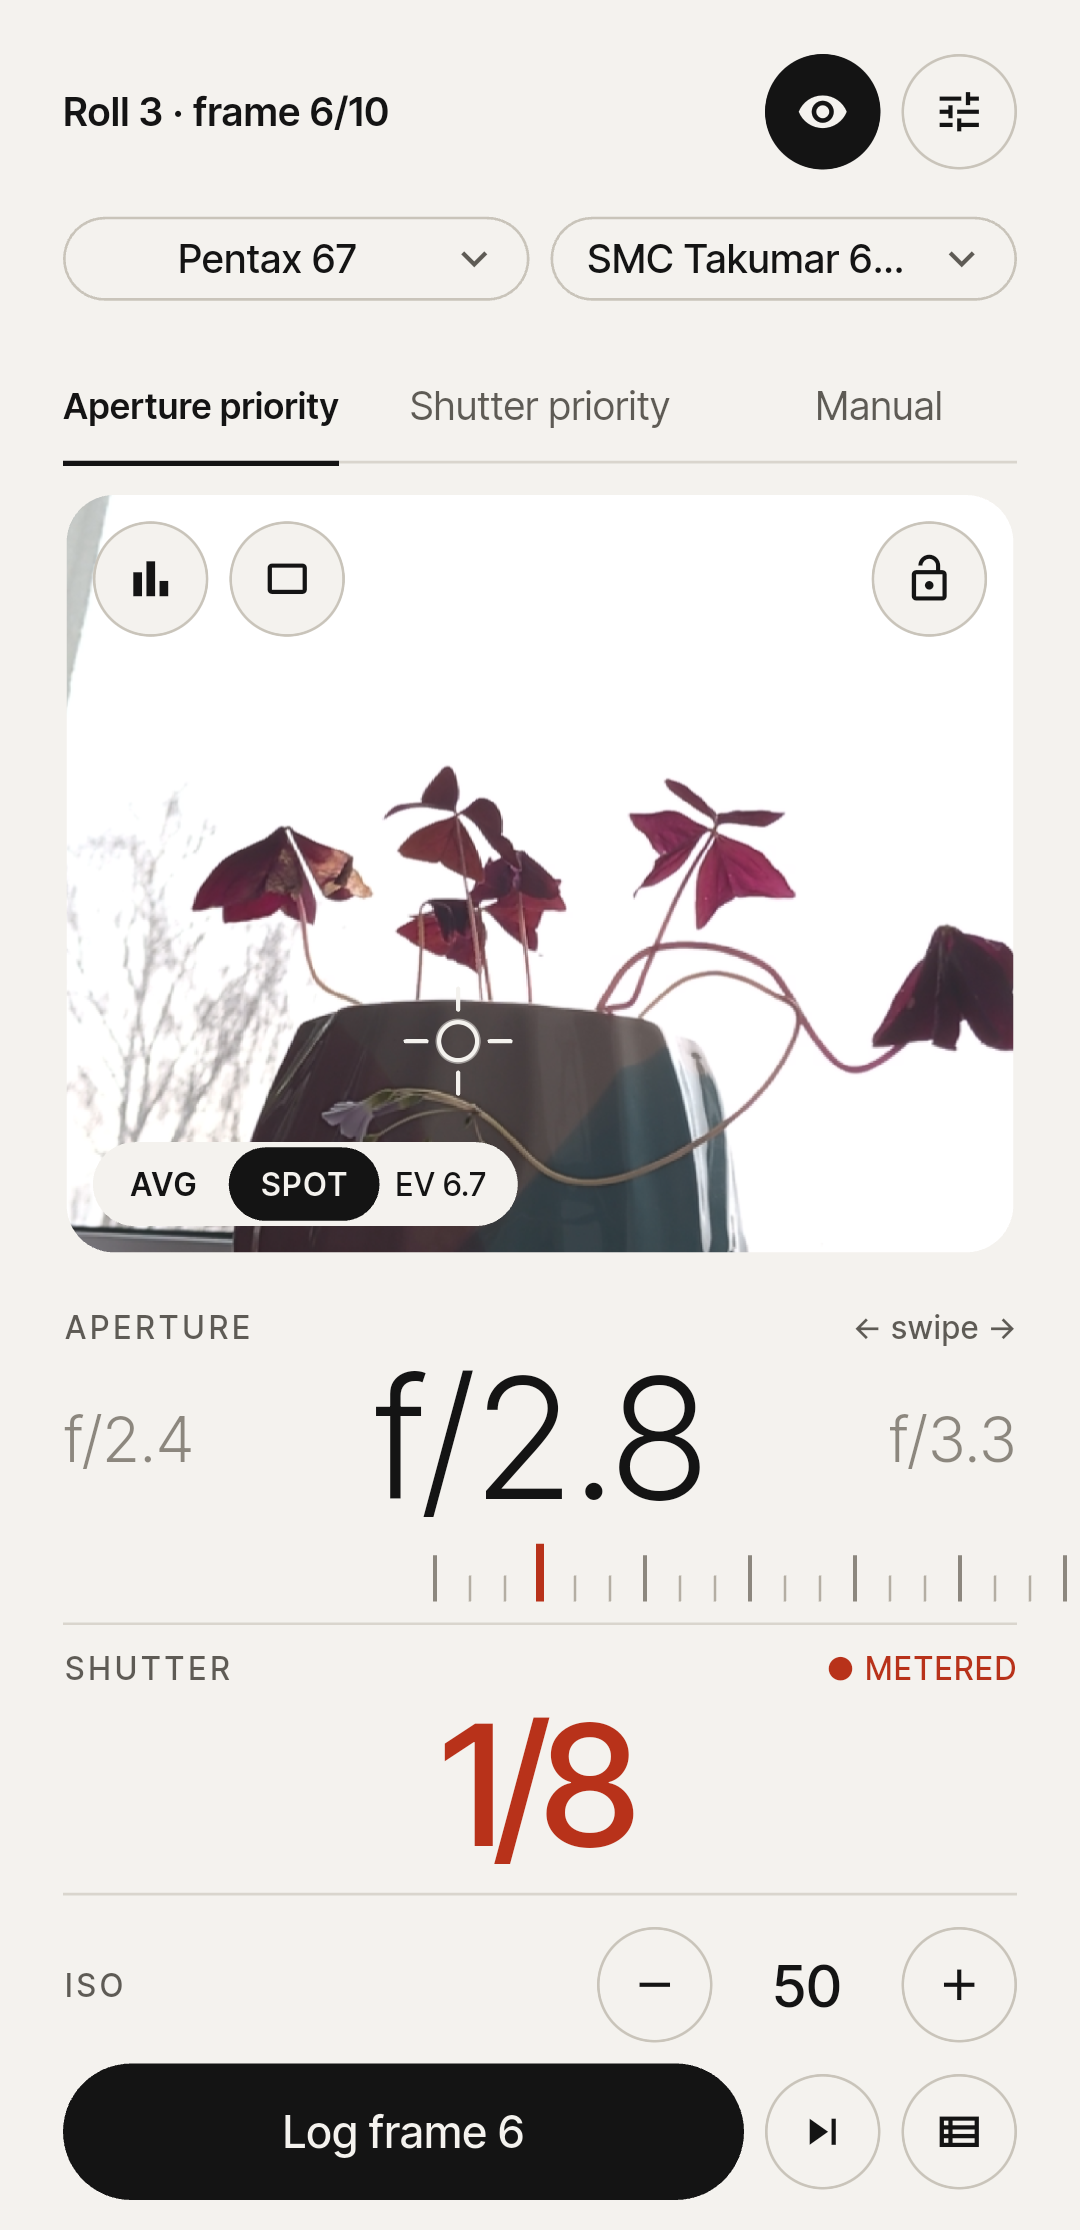 Roll 3 · frame 6/10
Pentax 67
SMC Takumar 6...
Aperture priority
Shutter priority
Manual
AVG
SPOT
EV 6.7
APERTURE
← swipe →
f/2.4
f/2.8
f/3.3
SHUTTER
METERED
1/8
ISO
50
Log frame 6